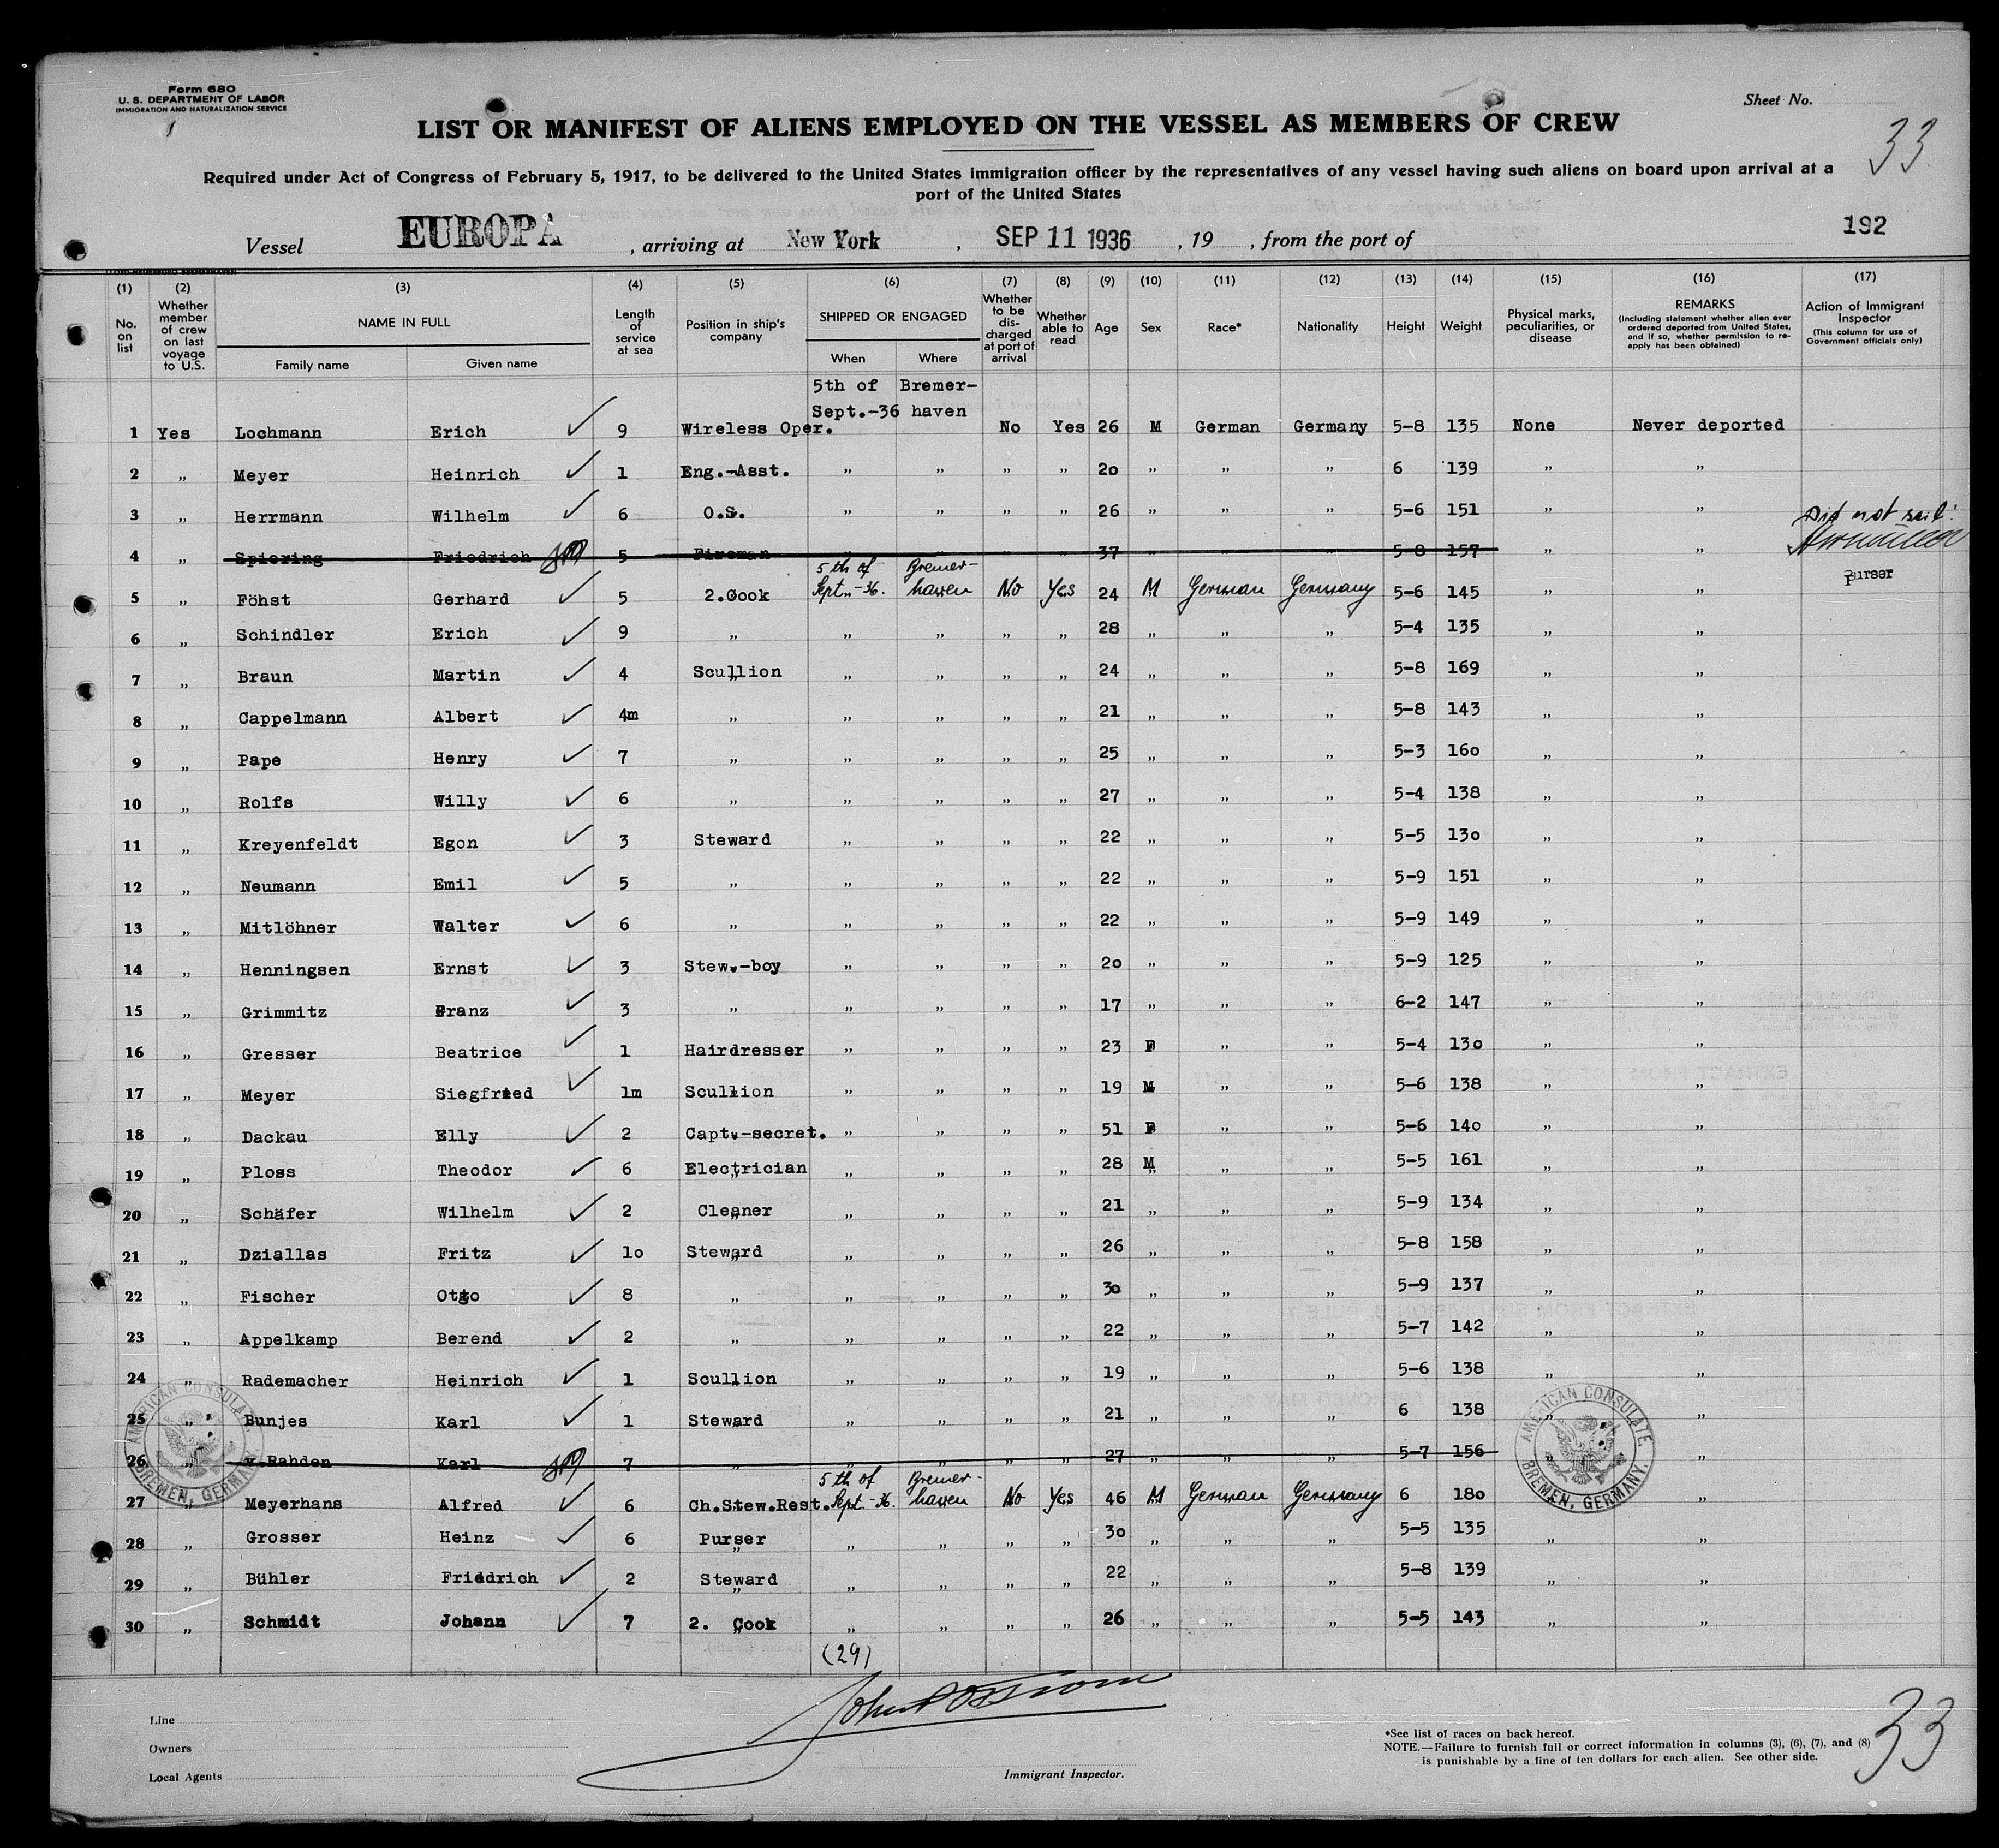 Form 680
U. S. DEPARTMENT OF LABOR
IMMIGRATION AND NATURALIZATION SERVICE
Sheet No.
33
LIST OR MANIFEST OF ALIENS EMPLOYED ON THE VESSEL AS MEMBERS OF CREW
Required under Act of Congress of February 5, 1917, to be delivered to the United States immigration officer by the representatives of any vessel having such aliens on board upon arrival at a
port of the United States
192
Vessel EUROPA , arriving at New York , SEP 11 1936 , 19 , from the port of
(1) (2) (3) (4) (5) (6) (7) (8) (9) (10) (11) (12) (13) (14) (15) (16) (17)
No. on list Whether member of crew on last voyage to U.S. NAME IN FULL Family name Given name Length of service at sea Position in ship's company SHIPPED OR ENGAGED When Where Whether to be discharged at port of arrival Whether able to read Age Sex Race* Nationality Height Weight Physical marks, peculiarities, or disease REMARKS (Including statement whether alien ever ordered deported from United States, and if so, whether permission to reapply has been obtained) Action of Immigrant Inspector (This column for use of Government officials only)
5th of Bremer-
Sept.-36 haven
1 Yes Lochmann Erich 9 Wireless Oper. No Yes 26 M German Germany 5-8 135 None Never deported
2 „ Meyer Heinrich 1 Eng.-Asst. „ „ „ „ 20 „ „ „ 6 139 „ „
3 „ Herrmann Wilhelm 6 O.S. „ „ „ „ 26 „ „ „ 5-6 151 „ „
Did not sail.
4 „ Spiering Friedrich 5 Fireman „ „ „ „ 37 „ „ „ 5-8 157 „ „
Purser
5th of Bremer-
5 „ Föhst Gerhard 5 2.Cook Sept.-36. haven No Yes 24 M German Germany 5-6 145 „ „
6 „ Schindler Erich 9 „ „ „ „ „ 28 „ „ „ 5-4 135 „ „
7 „ Braun Martin 4 Scullion „ „ „ „ 24 „ „ „ 5-8 169 „ „
8 „ Cappelmann Albert 4m „ „ „ „ „ 21 „ „ „ 5-8 143 „ „
9 „ Pape Henry 7 „ „ „ „ „ 25 „ „ „ 5-3 160 „ „
10 „ Rolfs Willy 6 „ „ „ „ „ 27 „ „ „ 5-4 138 „ „
11 „ Kreyenfeldt Egon 3 Steward „ „ „ „ 22 „ „ „ 5-5 130 „ „
12 „ Neumann Emil 5 „ „ „ „ „ 22 „ „ „ 5-9 151 „ „
13 „ Mitlöhner Walter 6 „ „ „ „ „ 22 „ „ „ 5-9 149 „ „
14 „ Henningsen Ernst 3 Stew.-boy „ „ „ „ 20 „ „ „ 5-9 125 „ „
15 „ Grimmitz Franz 3 „ „ „ „ „ 17 „ „ „ 6-2 147 „ „
16 „ Gresser Beatrice 1 Hairdresser „ „ „ „ 23 F „ „ 5-4 130 „ „
17 „ Meyer Siegfried 1m Scullion „ „ „ „ 19 M „ „ 5-6 138 „ „
18 „ Dackau Elly 2 Capt.-secret. „ „ „ „ 51 F „ „ 5-6 140 „ „
19 „ Ploss Theodor 6 Electrician „ „ „ „ 28 M „ „ 5-5 161 „ „
20 „ Schäfer Wilhelm 2 Cleaner „ „ „ „ 21 „ „ „ 5-9 134 „ „
21 „ Dziallas Fritz 10 Steward „ „ „ „ 26 „ „ „ 5-8 158 „ „
22 „ Fischer Otto 8 „ „ „ „ „ 30 „ „ „ 5-9 137 „ „
23 „ Appelkamp Berend 2 „ „ „ „ „ 22 „ „ „ 5-7 142 „ „
24 „ Rademacher Heinrich 1 Scullion „ „ „ „ 19 „ „ „ 5-6 138 „ „
25 „ Bunjes Karl 1 Steward „ „ „ „ 21 „ „ „ 6 138 „ „
26 „ v.Rahden Karl 7 „ „ „ „ „ 27 „ „ „ 5-7 156 „ „
5th of Bremer-
27 „ Meyerhans Alfred 6 Ch.Stew.Rest. Sept.-36. haven No Yes 46 M German Germany 6 180 „ „
28 „ Grosser Heinz 6 Purser „ „ „ „ 30 „ „ „ 5-5 135 „ „
29 „ Bühler Friedrich 2 Steward „ „ „ „ 22 „ „ „ 5-8 139 „ „
30 „ Schmidt Johann 7 2. Cook „ „ „ „ 26 „ „ „ 5-5 143 „ „
AMERICAN CONSULATE, BREMEN, GERMANY.
AMERICAN CONSULATE, BREMEN, GERMANY.
(29)
Line
Owners
Local Agents
Immigrant Inspector.
*See list of races on back hereof.
NOTE.—Failure to furnish full or correct information in columns (3), (6), (7), and (8)
is punishable by a fine of ten dollars for each alien. See other side.
33